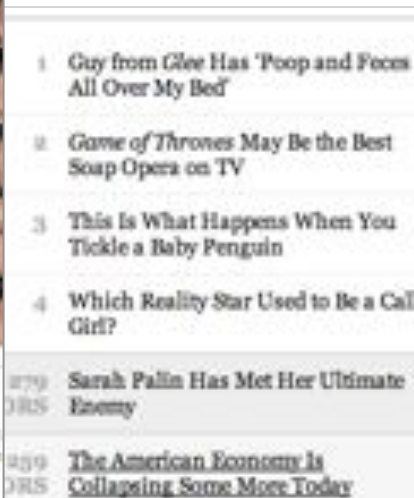 1 Guy from Glee Has 'Poop and Feces
All Over My Bed'
2 Game of Thrones May Be the Best
Soap Opera on TV
3 This Is What Happens When You
Tickle a Baby Penguin
4 Which Reality Star Used to Be a Call
Girl?
279 Sarah Palin Has Met Her Ultimate
ORS Enemy
259 The American Economy Is
ORS Collapsing Some More Today